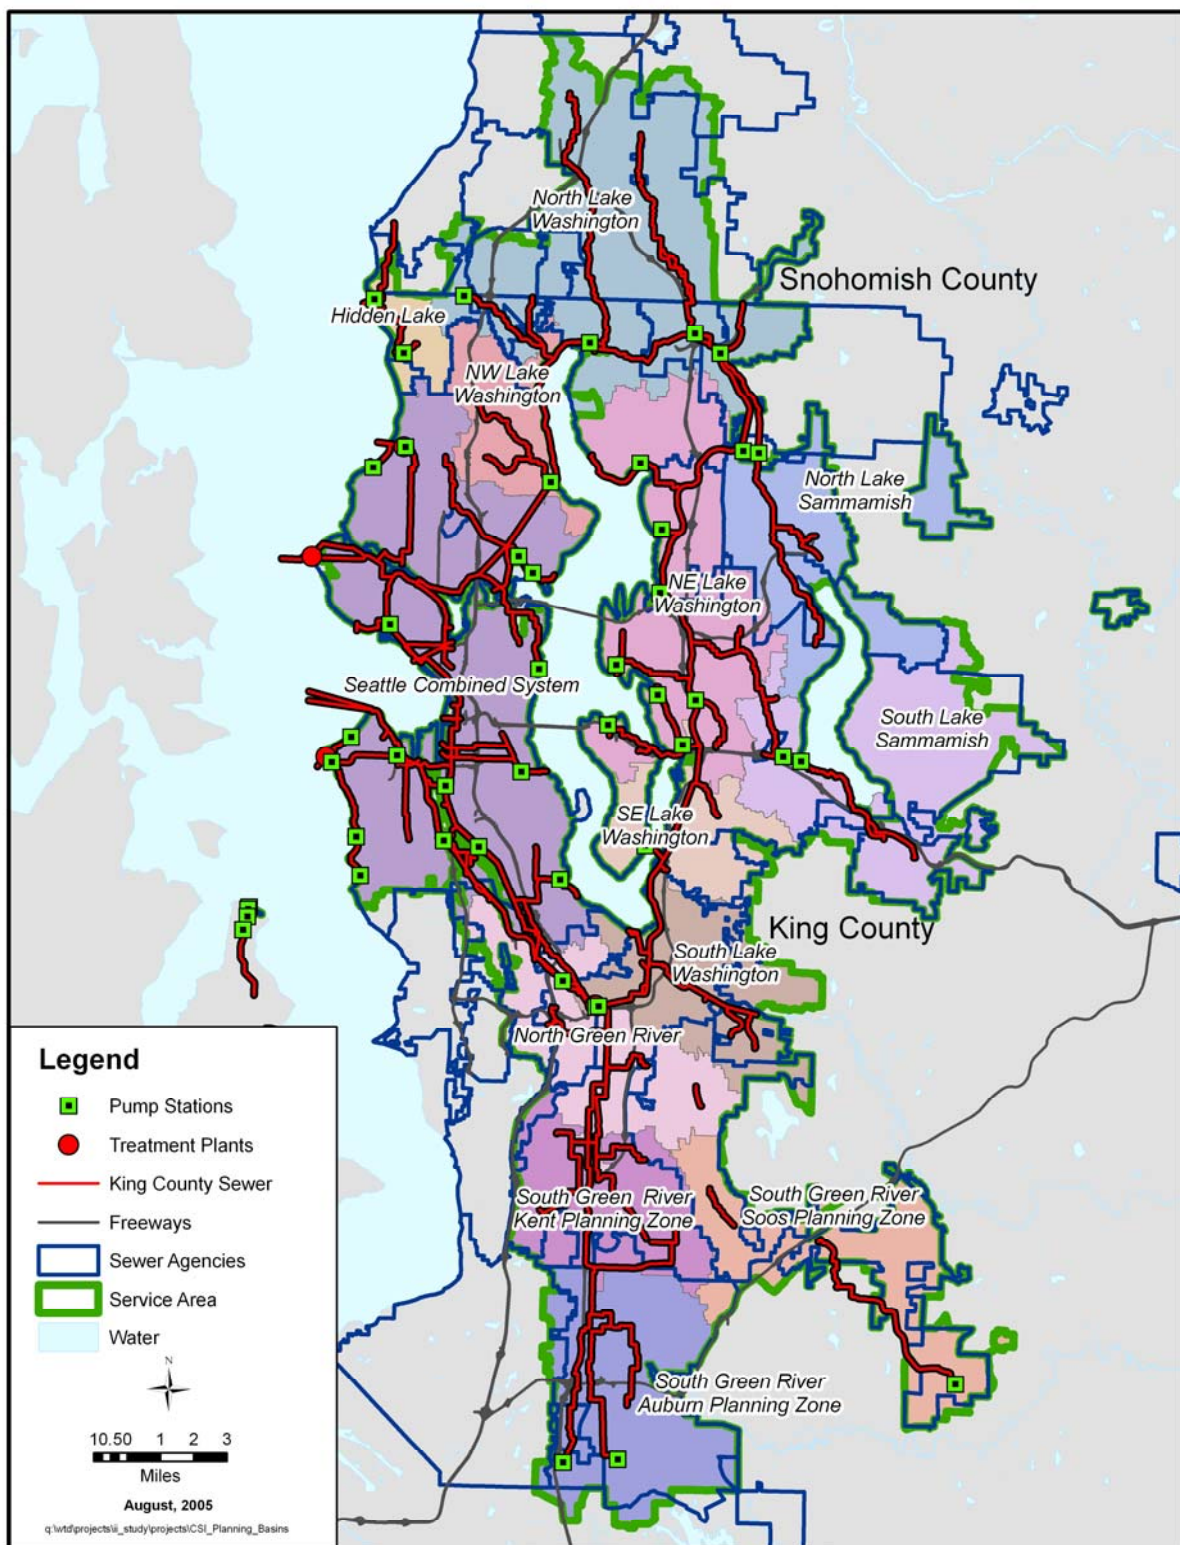 North Lake
Washington
Snohomish County
Hidden Lake
NW Lake
Washington
North Lake
Sammamish
NE Lake
Washington
Seattle Combined System
South Lake
Sammamish
SE Lake
Washington
King County
South Lake
Washington
North Green River
South Green River
Kent Planning Zone
South Green River
Soos Planning Zone
South Green River
Auburn Planning Zone
Legend
Pump Stations
Treatment Plants
King County Sewer
Freeways
Sewer Agencies
Service Area
Water
N
10.50 1 2 3
Miles
August, 2005
q:\wtd\projects\ii_study\projects\CSI_Planning_Basins